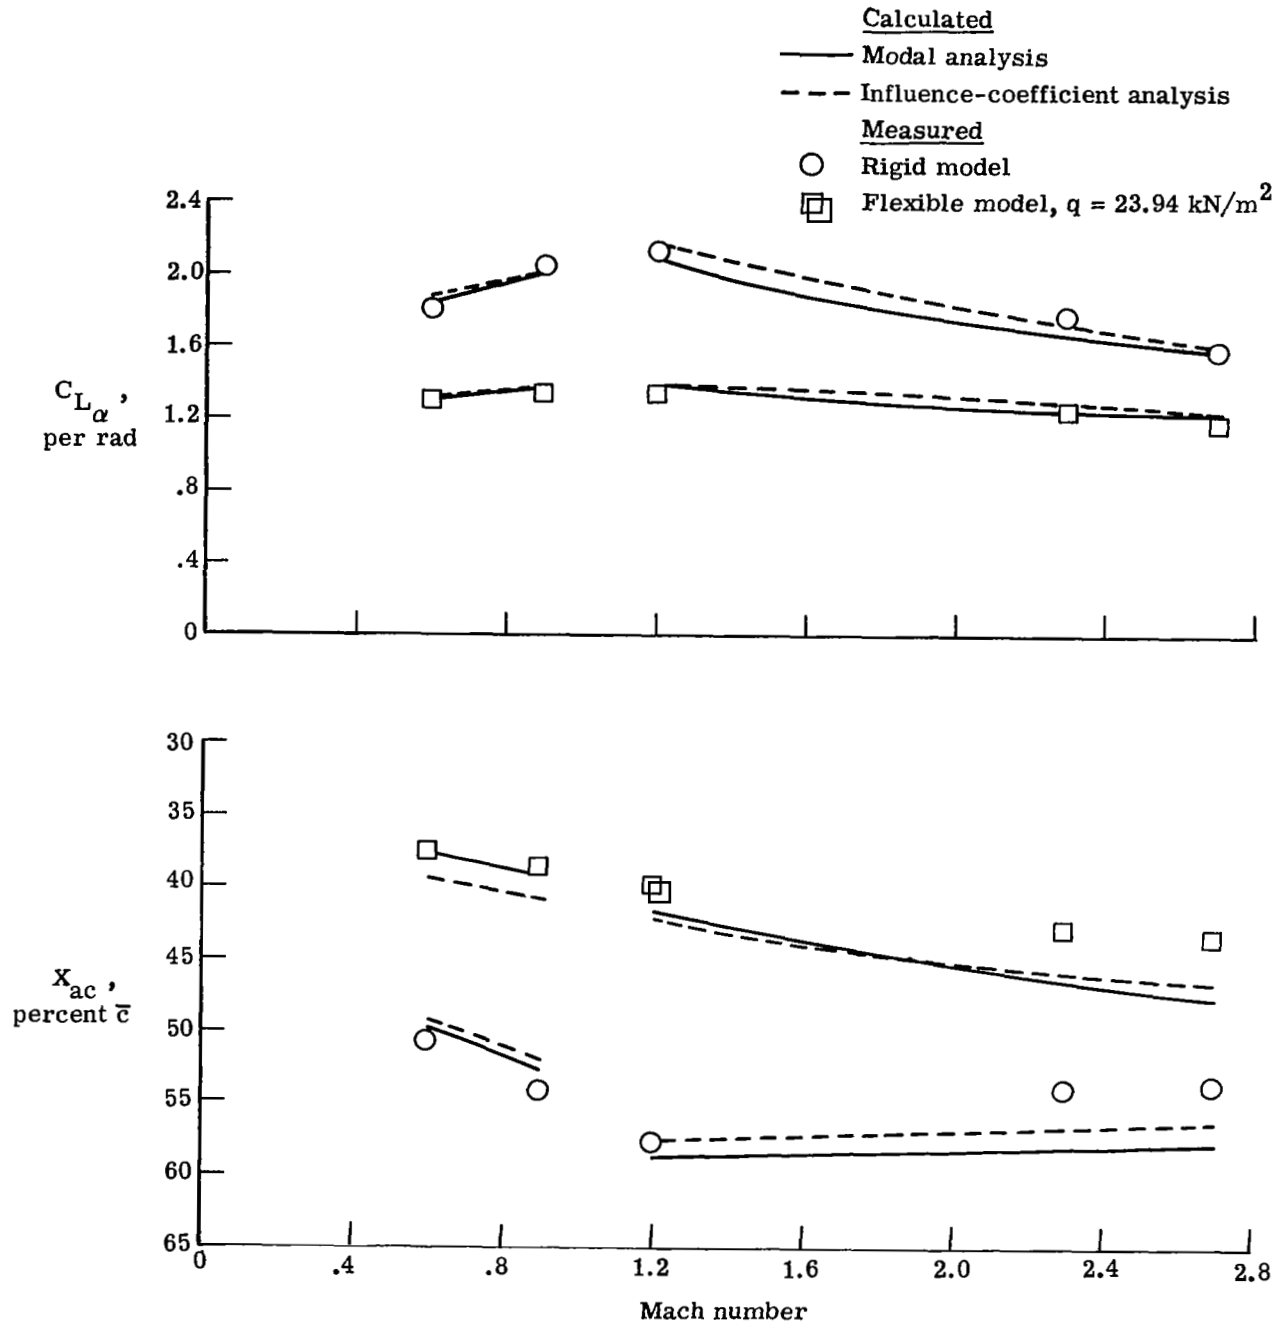 Calculated
Modal analysis
Influence-coefficient analysis
Measured
Rigid model
Flexible model, q = 23.94 kN/m²
2.4
2.0
1.6
C_Lα,
per rad
1.2
.8
.4
0
30
35
40
45
X_ac,
percent c̄
50
55
60
65
0 .4 .8 1.2 1.6 2.0 2.4 2.8
Mach number